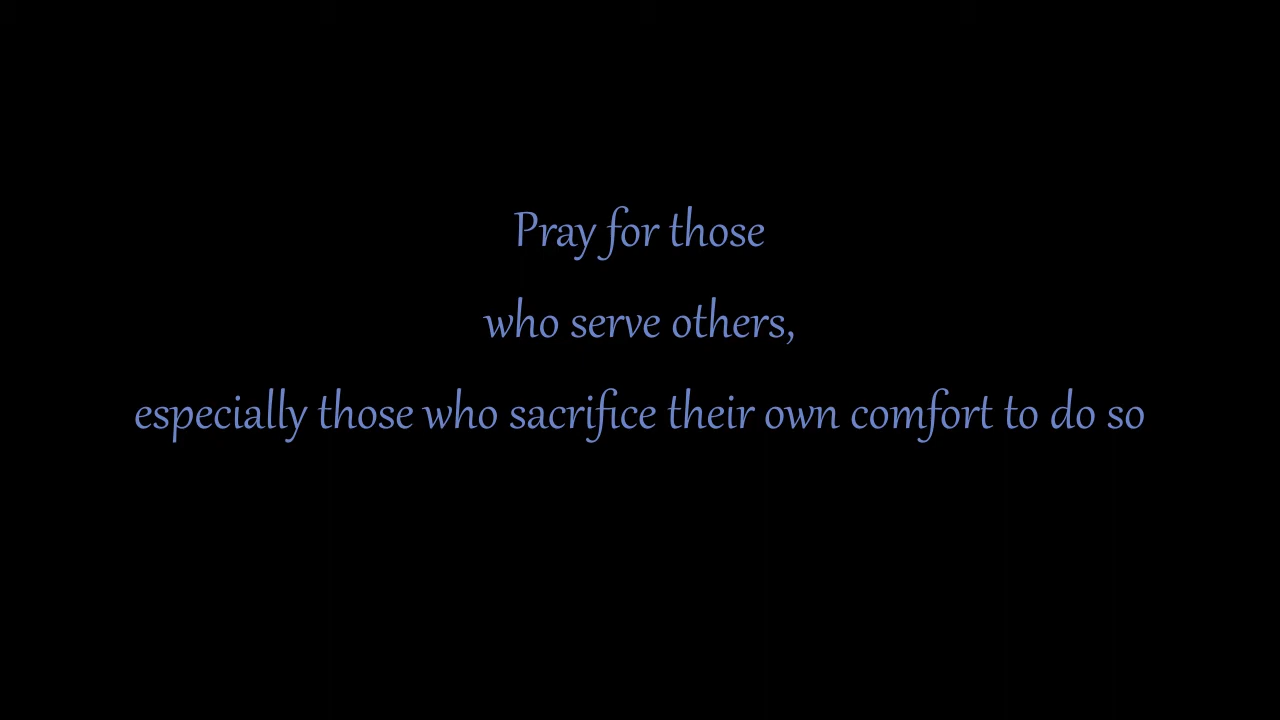 Pray for those
who serve others,
especially those who sacrifice their own comfort to do so